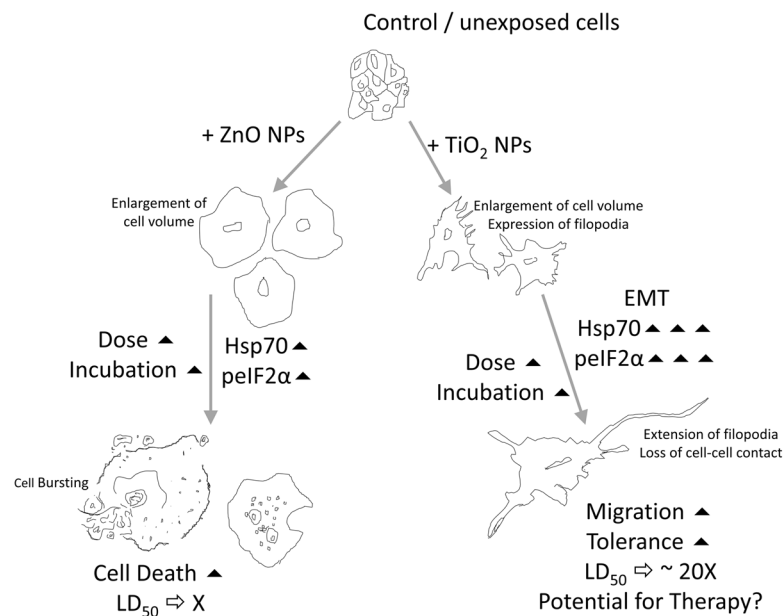 Control / unexposed cells
+ ZnO NPs
+ TiO₂ NPs
Enlargement of
cell volume
Enlargement of cell volume
Expression of filopodia
Dose ▲
Incubation ▲
Hsp70 ▲
peIF2α ▲
EMT
Hsp70 ▲ ▲ ▲
peIF2α ▲ ▲ ▲
Dose ▲
Incubation ▲
Cell Bursting
Extension of filopodia
Loss of cell-cell contact
Cell Death ▲
LD₅₀ ⇨ X
Migration ▲
Tolerance ▲
LD₅₀ ⇨ ~ 20X
Potential for Therapy?